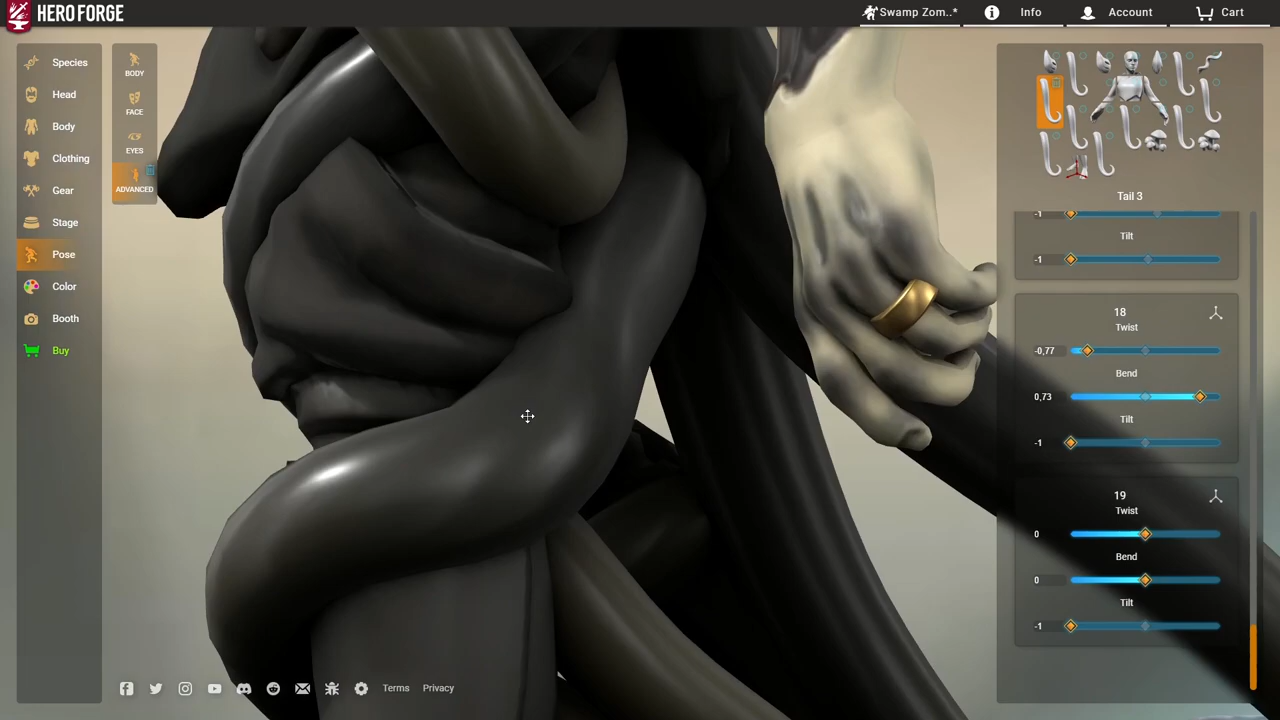 HERO FORGE
Swamp Zom..*
Info
Account
Cart
Species
Head
Body
Clothing
Gear
Stage
Pose
Color
Booth
Buy
BODY
FACE
EYES
ADVANCED
Tail 3
-1
Tilt
-1
18
Twist
-0,77
Bend
0,73
Tilt
-1
19
Twist
0
Bend
0
Tilt
-1
Terms
Privacy